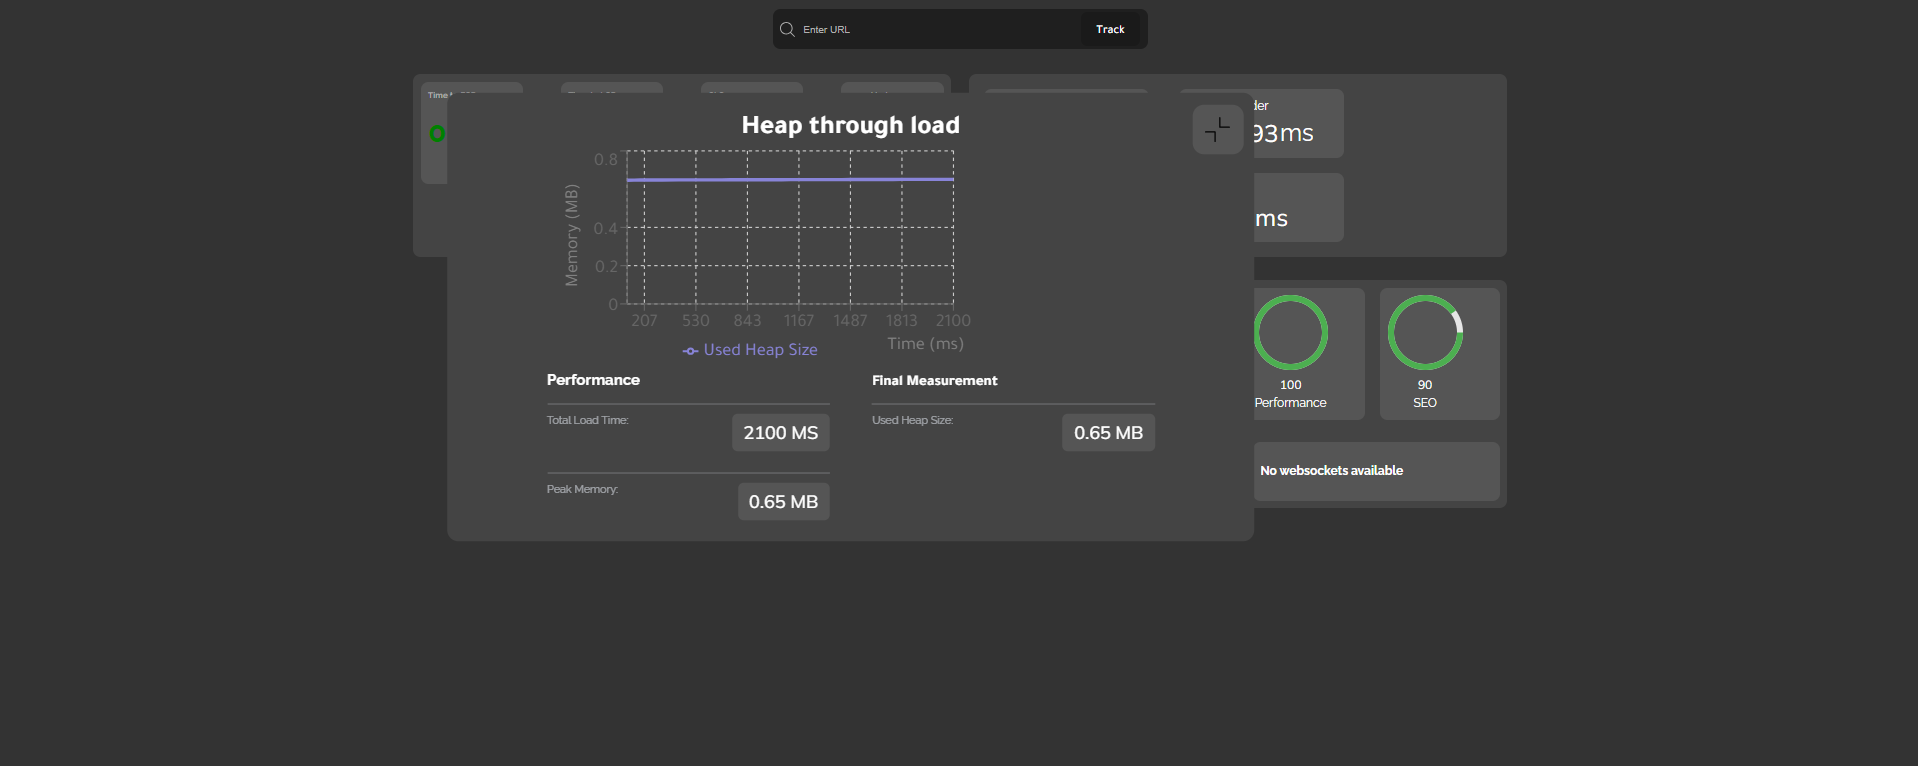 Enter URL
Track
Time
0
der
93ms
ms
Heap through load
Memory (MB)
0.8
0.4
0.2
0
207 530 843 1167 1487 1813 2100
Time (ms)
Used Heap Size
Performance
Total Load Time:
2100 MS
Peak Memory:
0.65 MB
Final Measurement
Used Heap Size:
0.65 MB
100
Performance
90
SEO
No websockets available